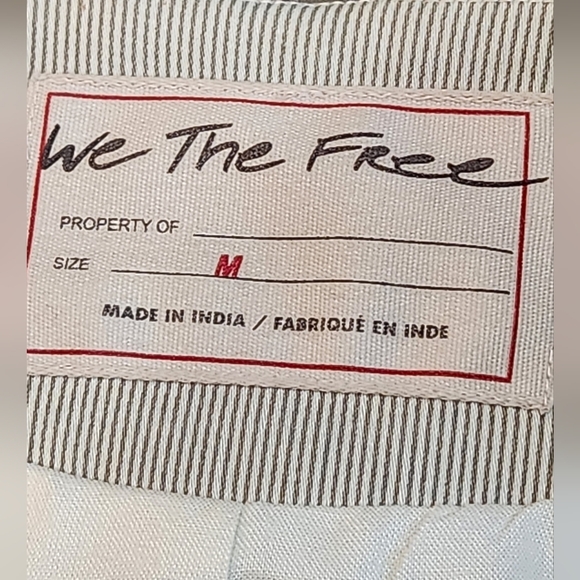 We The Free
PROPERTY OF
SIZE M
MADE IN INDIA / FABRIQUÉ EN INDE